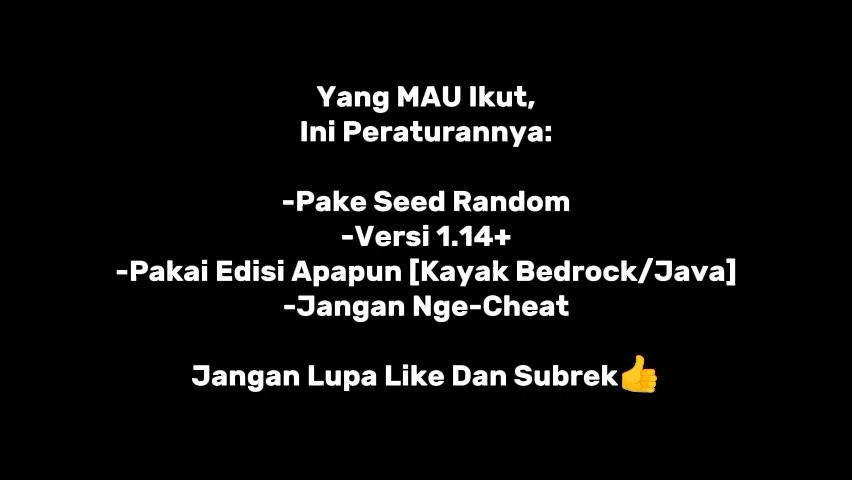 Yang MAU Ikut,
Ini Peraturannya:
-Pake Seed Random
-Versi 1.14+
-Pakai Edisi Apapun [Kayak Bedrock/Java]
-Jangan Nge-Cheat
Jangan Lupa Like Dan Subrek👍